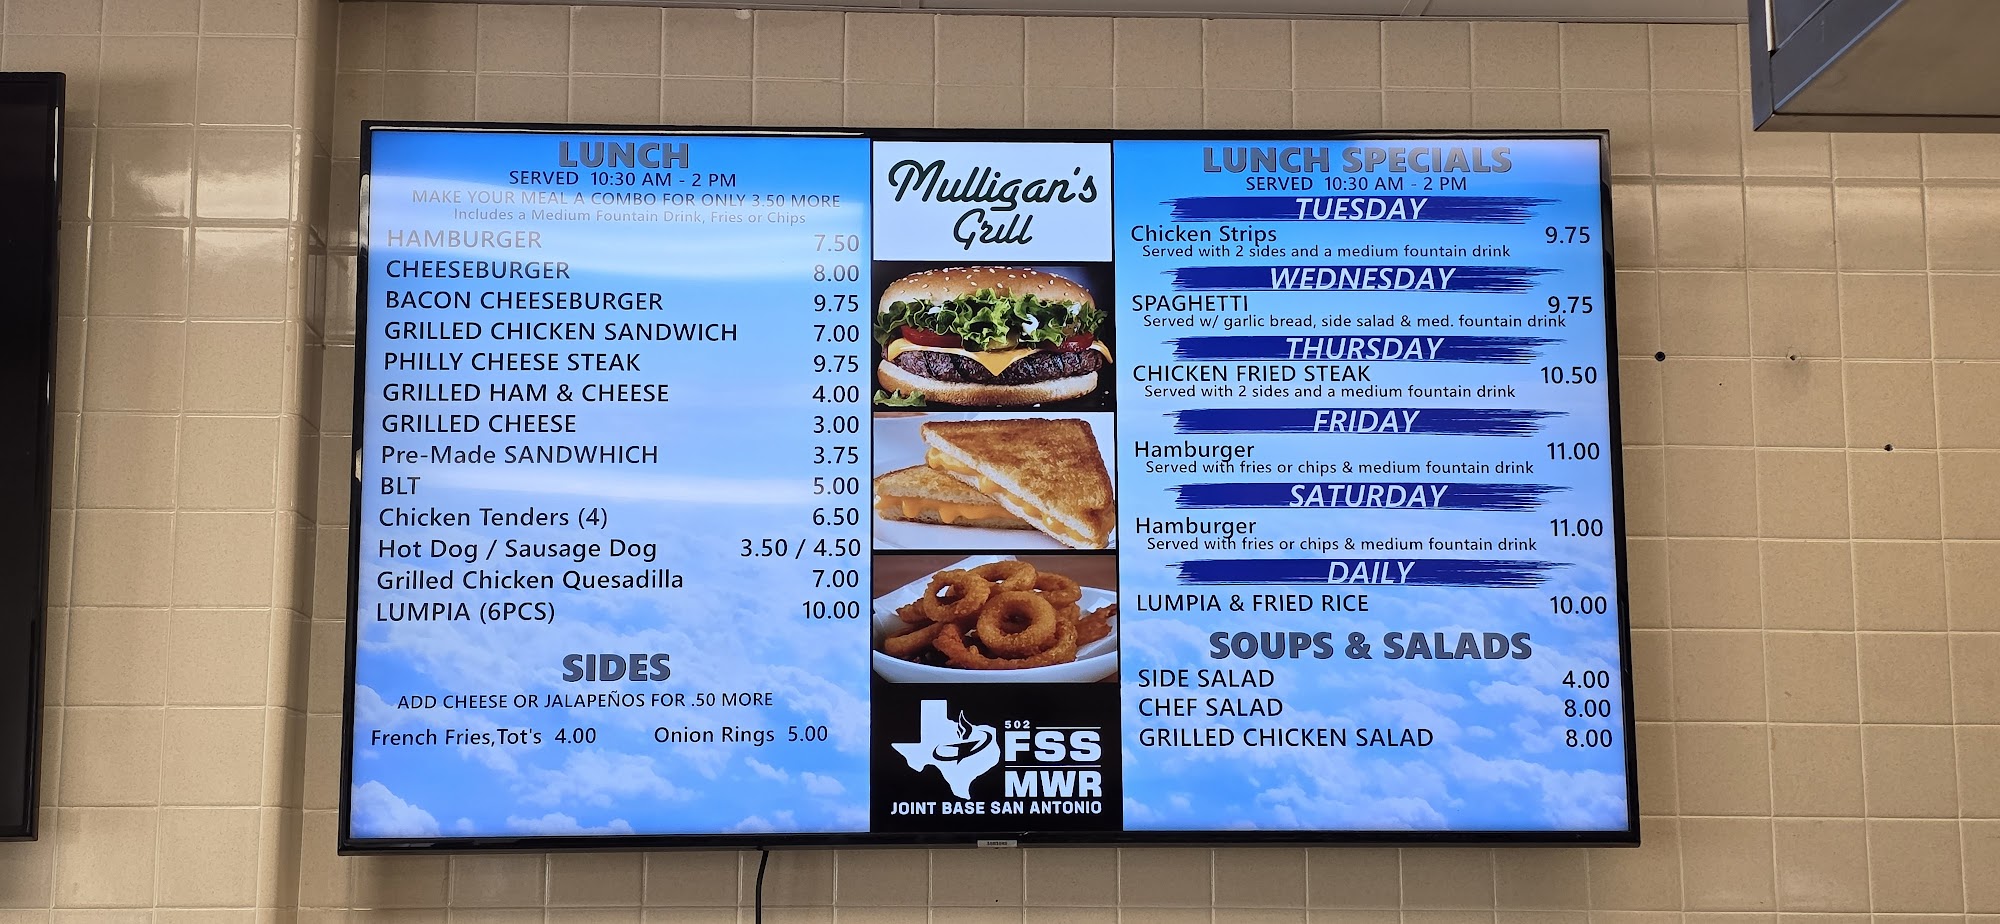 LUNCH
SERVED 10:30 AM - 2 PM
MAKE YOUR MEAL A COMBO FOR ONLY 3.50 MORE
Includes a Medium Fountain Drink, Fries or Chips
HAMBURGER 7.50
CHEESEBURGER 8.00
BACON CHEESEBURGER 9.75
GRILLED CHICKEN SANDWICH 7.00
PHILLY CHEESE STEAK 9.75
GRILLED HAM & CHEESE 4.00
GRILLED CHEESE 3.00
Pre-Made SANDWHICH 3.75
BLT 5.00
Chicken Tenders (4) 6.50
Hot Dog / Sausage Dog 3.50 / 4.50
Grilled Chicken Quesadilla 7.00
LUMPIA (6PCS) 10.00
SIDES
ADD CHEESE OR JALAPEÑOS FOR .50 MORE
French Fries,Tot's 4.00 Onion Rings 5.00
Mulligan's
Grill
502
FSS
MWR
JOINT BASE SAN ANTONIO
SAMSUNG
LUNCH SPECIALS
SERVED 10:30 AM - 2 PM
TUESDAY
Chicken Strips 9.75
Served with 2 sides and a medium fountain drink
WEDNESDAY
SPAGHETTI 9.75
Served w/ garlic bread, side salad & med. fountain drink
THURSDAY
CHICKEN FRIED STEAK 10.50
Served with 2 sides and a medium fountain drink
FRIDAY
Hamburger 11.00
Served with fries or chips & medium fountain drink
SATURDAY
Hamburger 11.00
Served with fries or chips & medium fountain drink
DAILY
LUMPIA & FRIED RICE 10.00
SOUPS & SALADS
SIDE SALAD 4.00
CHEF SALAD 8.00
GRILLED CHICKEN SALAD 8.00